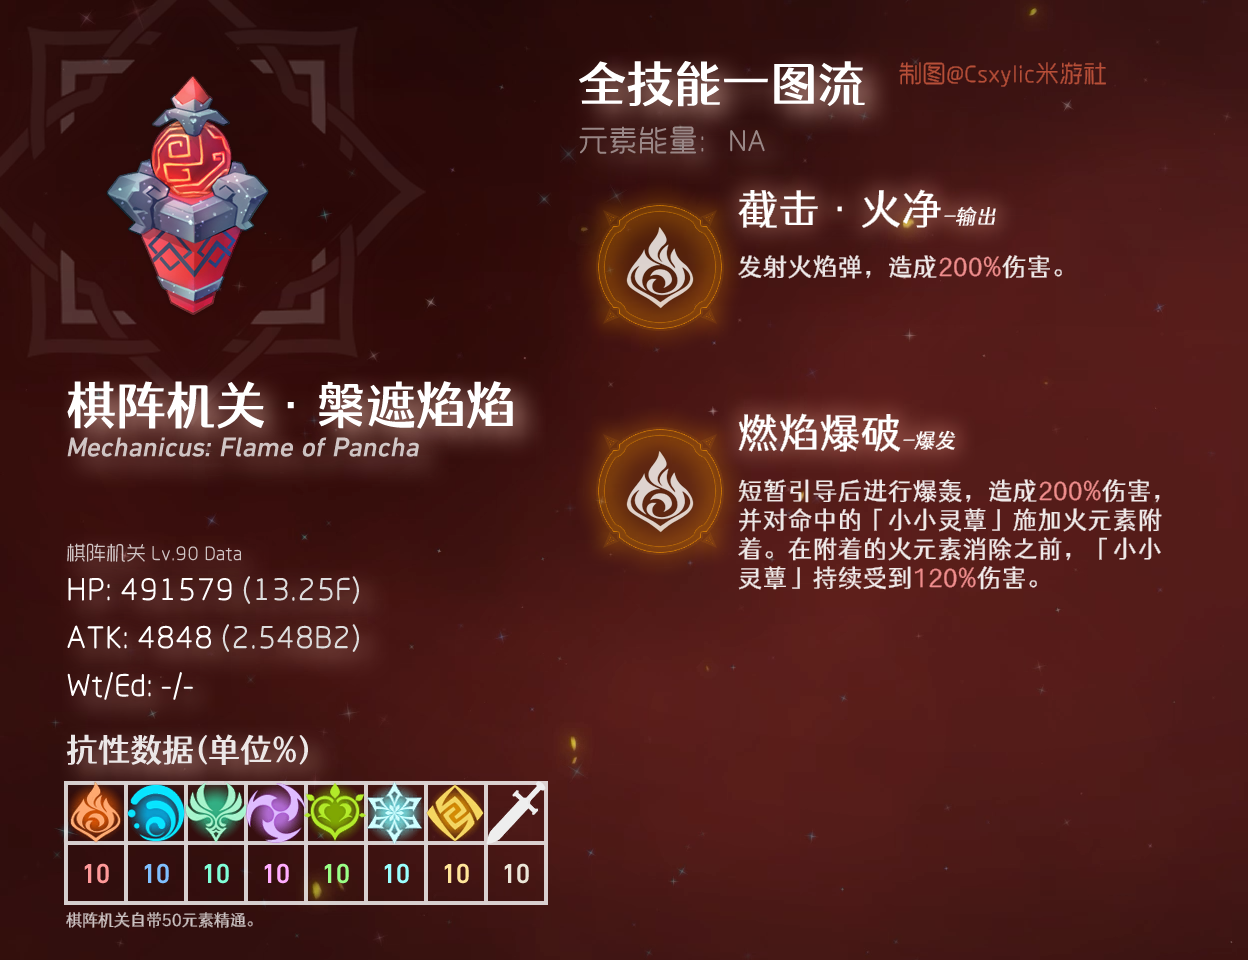 全技能一图流
制图@Csxylic米游社
元素能量： NA
截击 · 火净-输出
发射火焰弹，造成200%伤害。
棋阵机关 · 槃遮焰焰
Mechanicus: Flame of Pancha
燃焰爆破-爆发
短暂引导后进行爆轰，造成200%伤害，
并对命中的「小小灵蕈」施加火元素附
着。在附着的火元素消除之前，「小小
灵蕈」持续受到120%伤害。
棋阵机关 Lv.90 Data
HP: 491579 (13.25F)
ATK: 4848 (2.548B2)
Wt/Ed: -/-
抗性数据(单位%)
10 10 10 10 10 10 10 10
棋阵机关自带50元素精通。